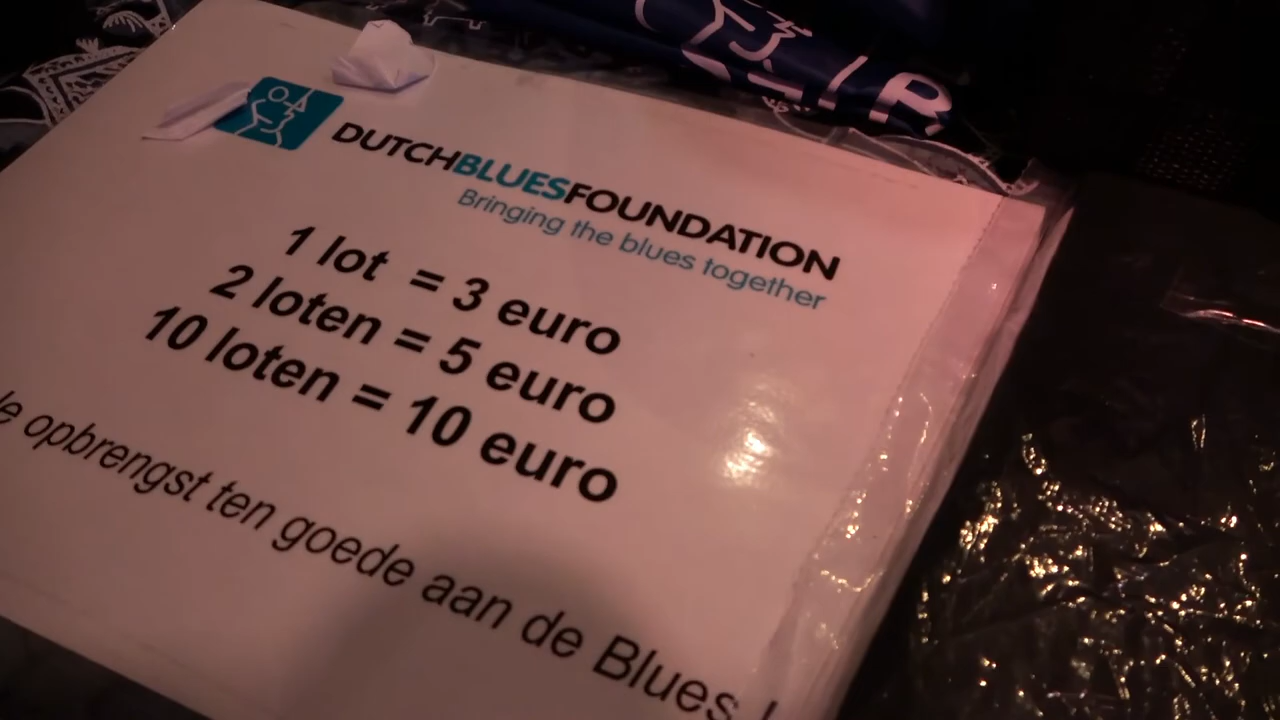 DUTCHBLUESFOUNDATION
Bringing the blues together
1 lot = 3 euro
2 loten = 5 euro
10 loten = 10 euro
opbrengst ten goede aan de Blues !